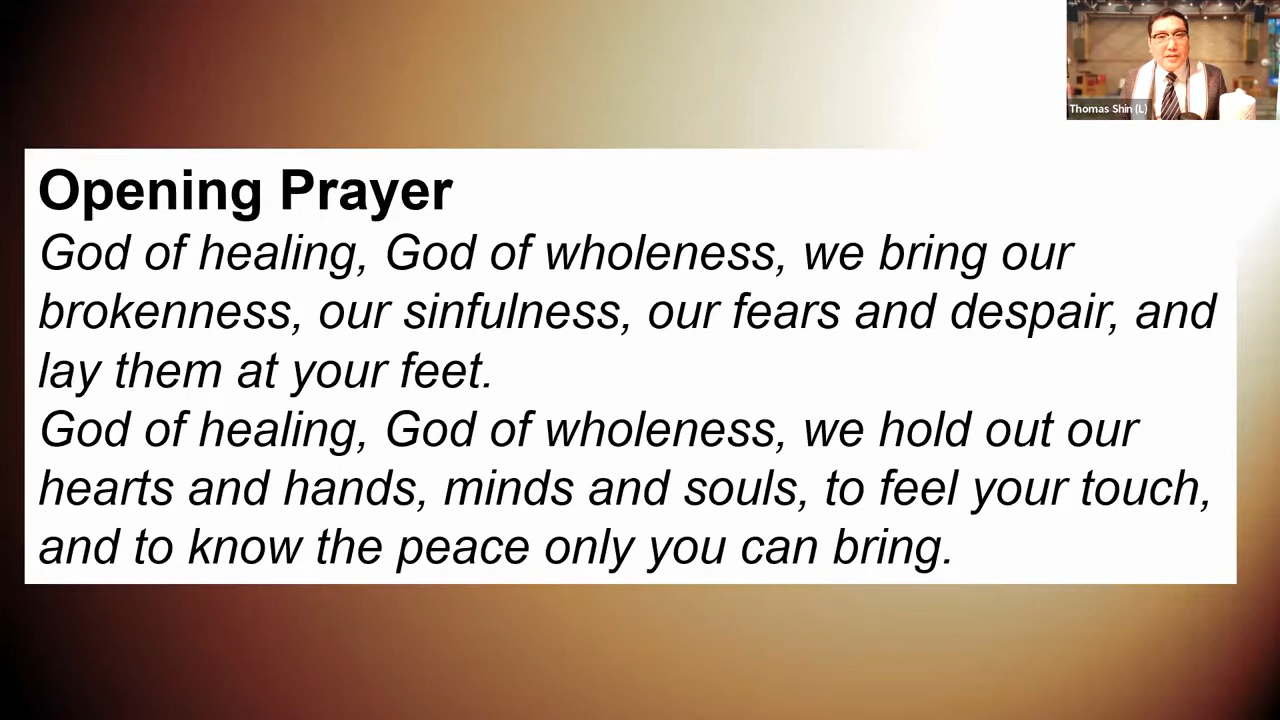 Thomas Shin (L)
Opening Prayer
God of healing, God of wholeness, we bring our
brokenness, our sinfulness, our fears and despair, and
lay them at your feet.
God of healing, God of wholeness, we hold out our
hearts and hands, minds and souls, to feel your touch,
and to know the peace only you can bring.